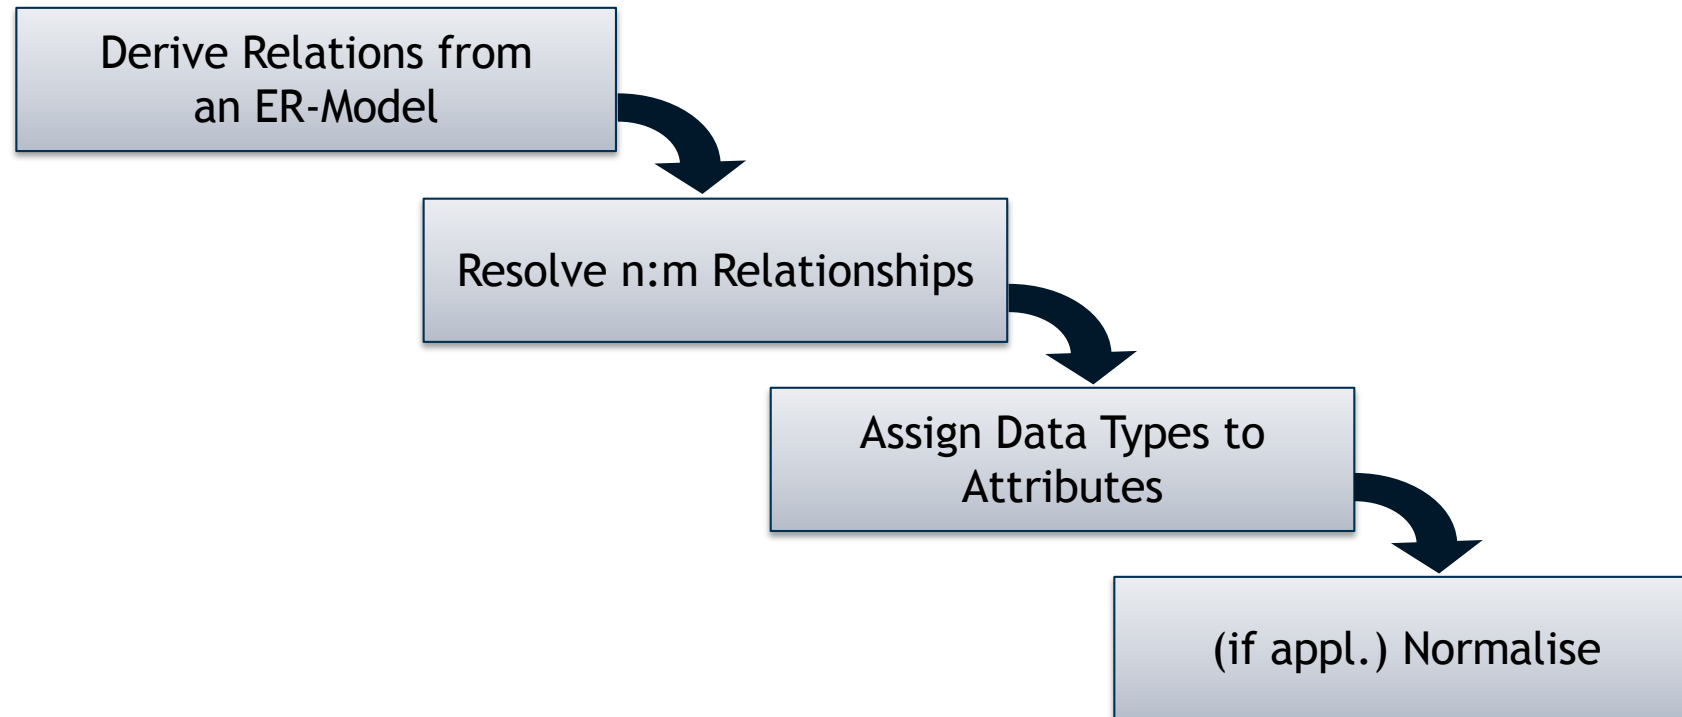 Derive Relations from
an ER-Model
Resolve n:m Relationships
Assign Data Types to
Attributes
(if appl.) Normalise